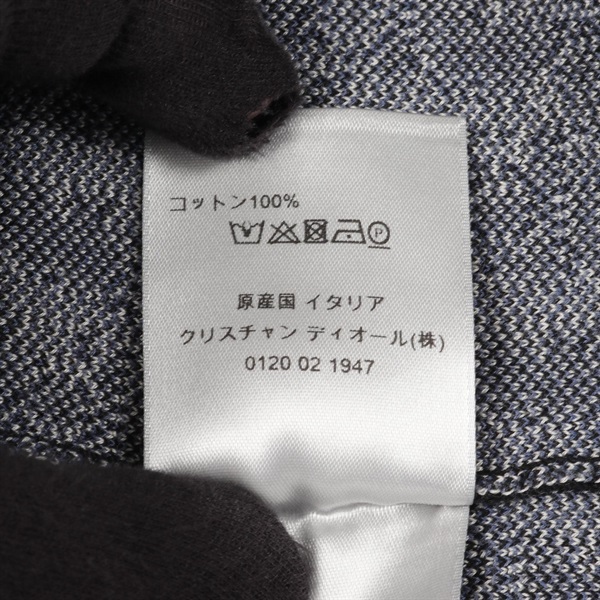 コットン100%
P
原産国 イタリア
クリスチャン ディオール(株)
0120 02 1947